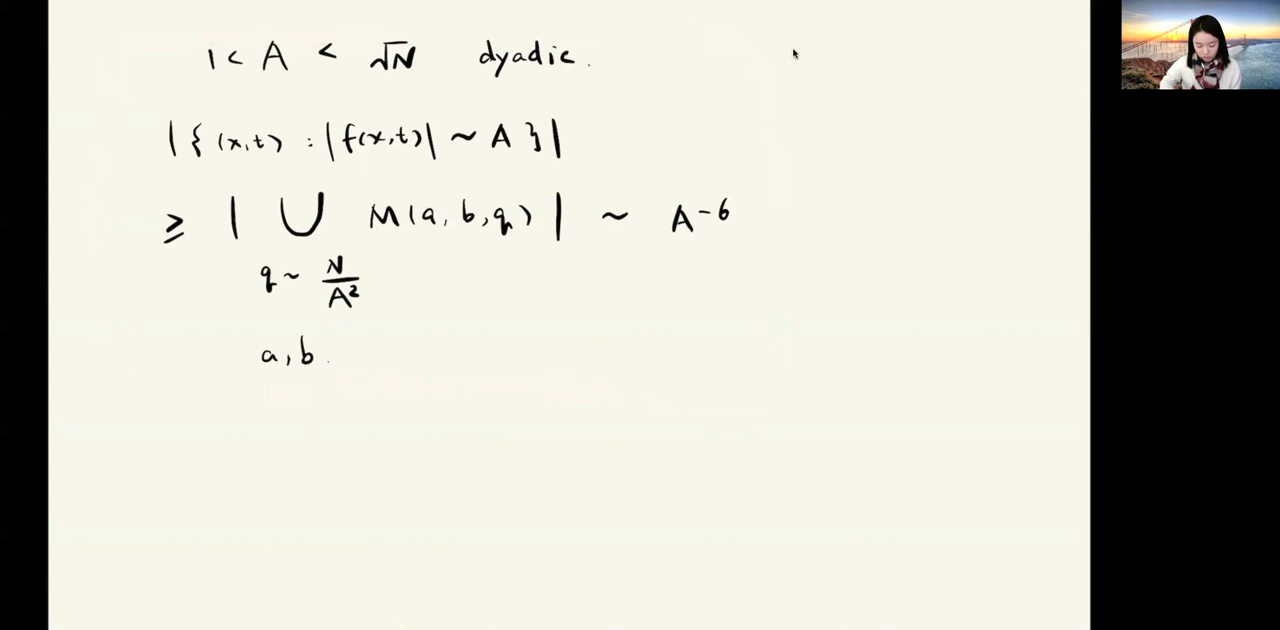 1 < A < √N dyadic.
|{(x,t) : |f(x,t)| ~ A}|
≥ | ⋃ M(a, b, q) | ~ A^-6
q ~ N/A²
a, b.